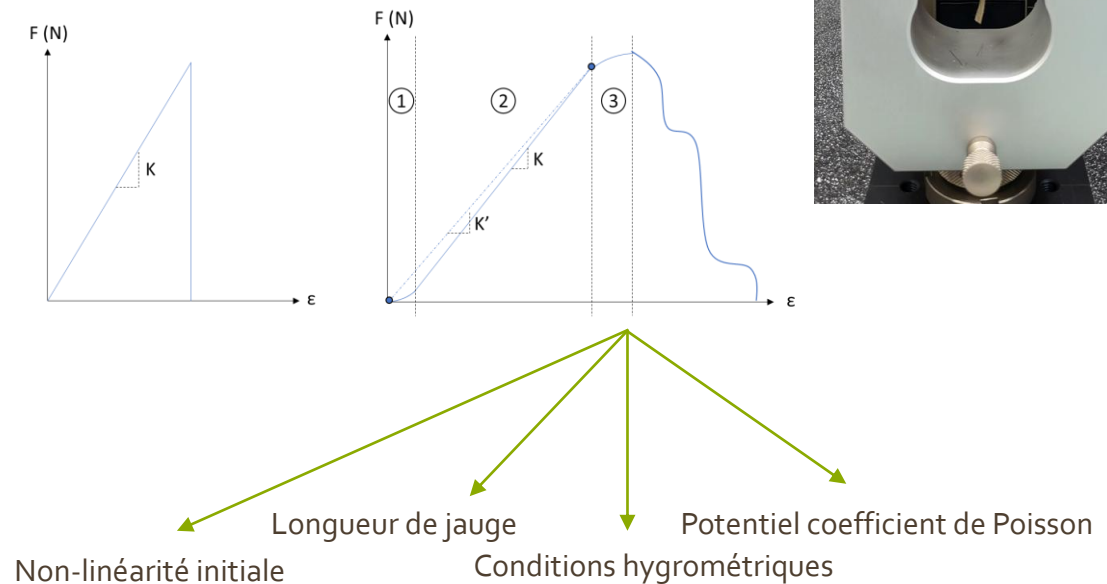 F (N)
K
ε
F (N)
1
2
3
K
K’
ε
Longueur de jauge
Potentiel coefficient de Poisson
Non-linéarité initiale
Conditions hygrométriques